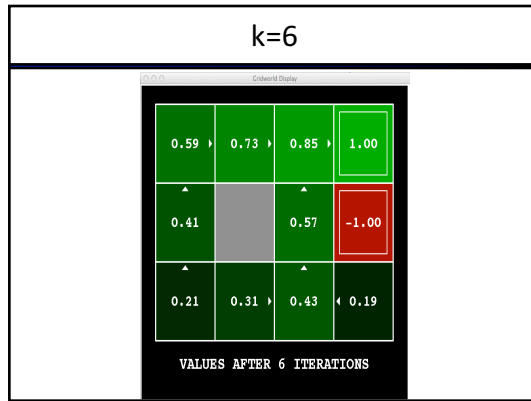 k=6
Gridworld Display
0.59 0.73 0.85 1.00
0.41 0.57 -1.00
0.21 0.31 0.43 0.19
VALUES AFTER 6 ITERATIONS